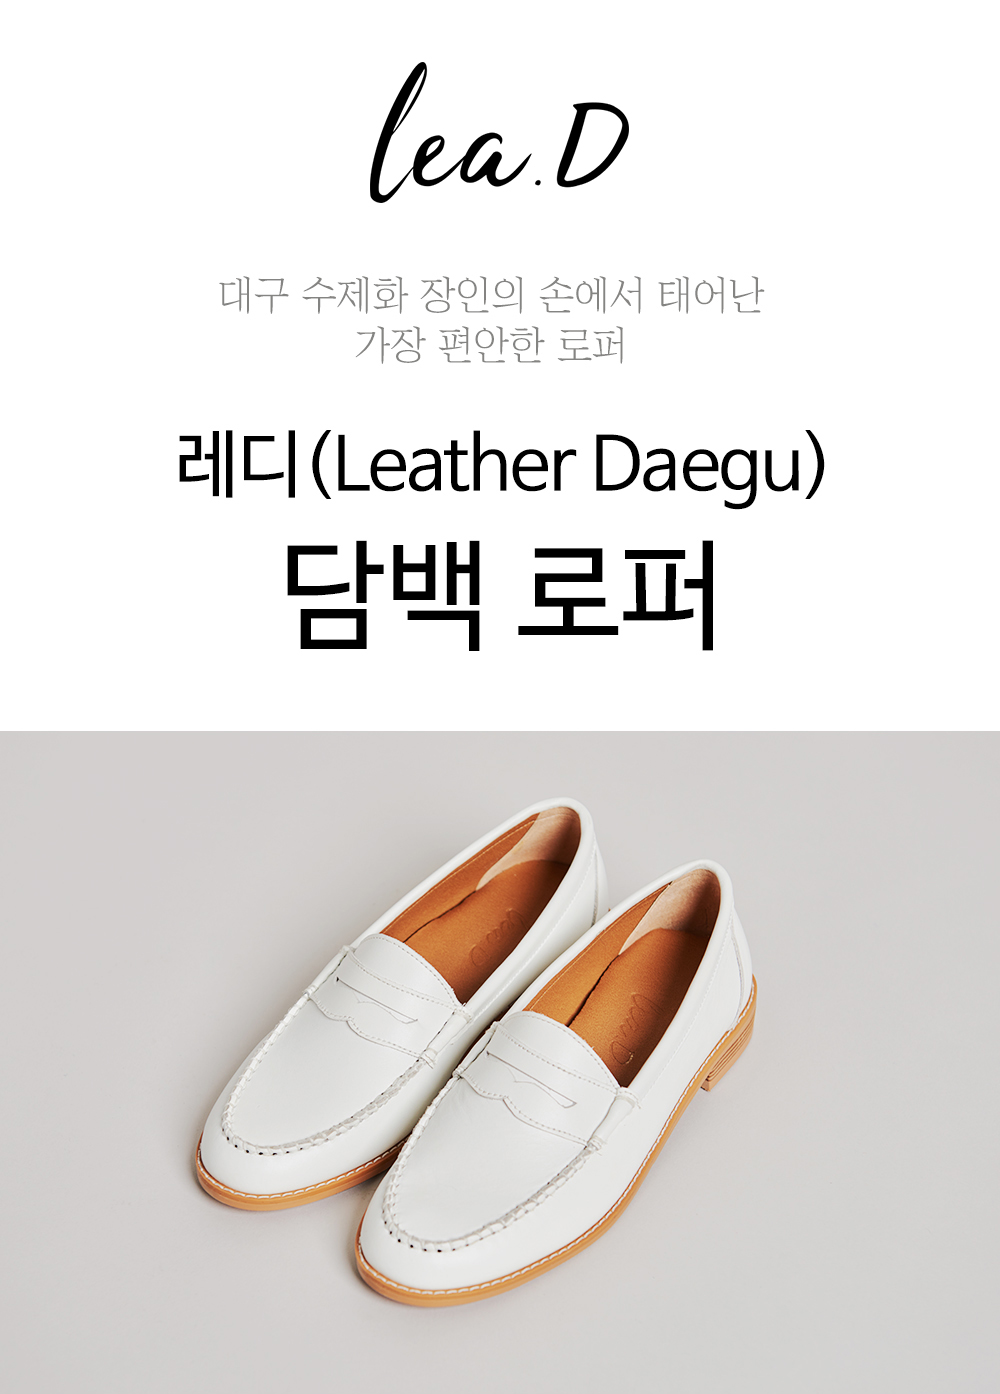 lea.D
대구 수제화 장인의 손에서 태어난
가장 편안한 로퍼
레디(Leather Daegu)
담백 로퍼